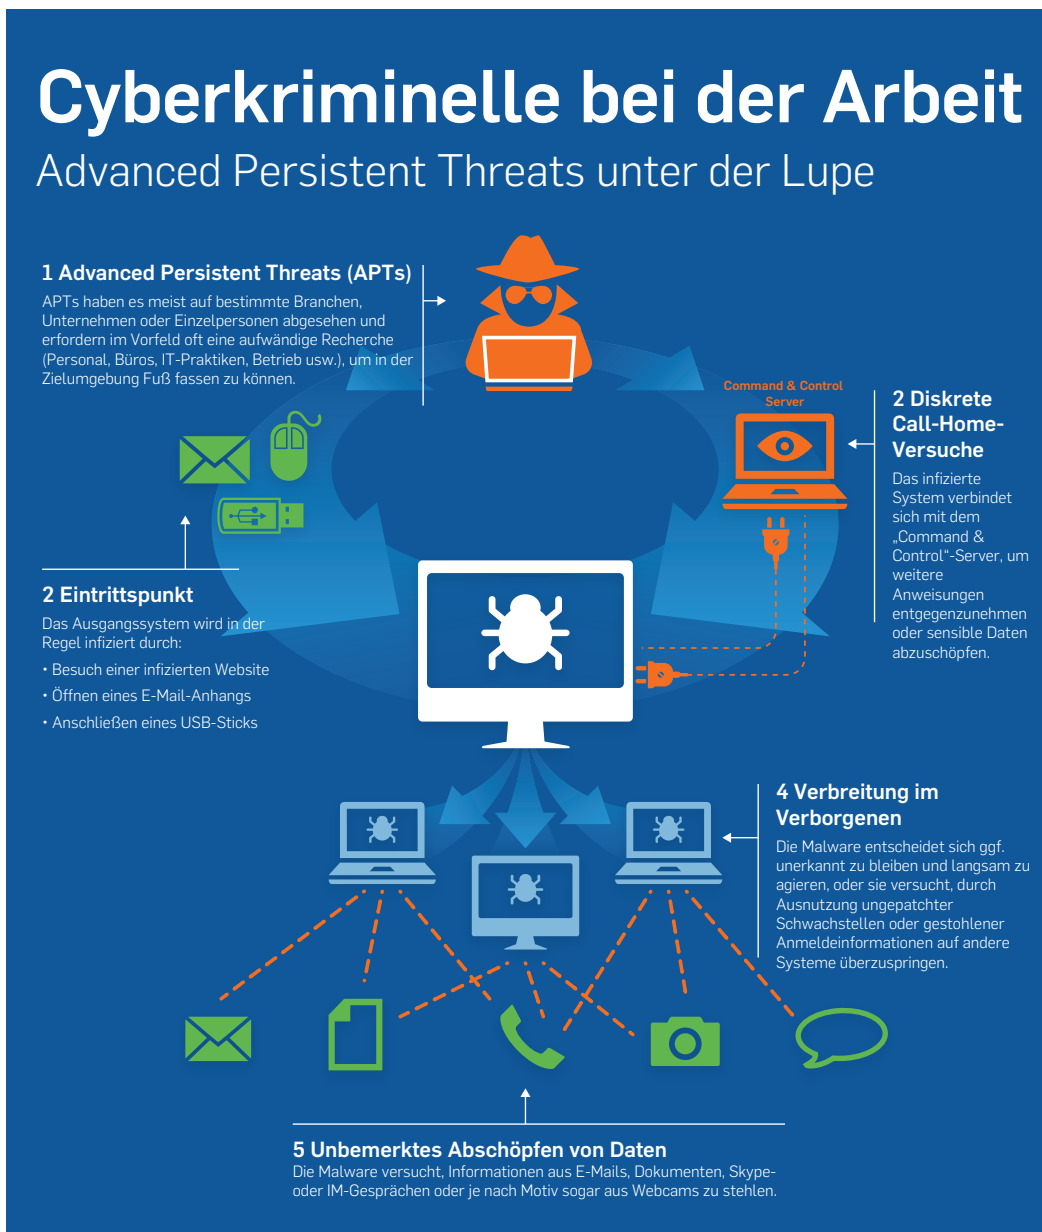 Cyberkriminelle bei der Arbeit
Advanced Persistent Threats unter der Lupe
1 Advanced Persistent Threats (APTs)
APTs haben es meist auf bestimmte Branchen,
Unternehmen oder Einzelpersonen abgesehen und
erfordern im Vorfeld oft eine aufwändige Recherche
(Personal, Büros, IT-Praktiken, Betrieb usw.), um in der
Zielumgebung Fuß fassen zu können.
Command & Control
Server
2 Diskrete
Call-Home-
Versuche
Das infizierte
System verbindet
sich mit dem
„Command &
Control“-Server, um
weitere
Anweisungen
entgegenzunehmen
oder sensible Daten
abzuschöpfen.
2 Eintrittspunkt
Das Ausgangssystem wird in der
Regel infiziert durch:
• Besuch einer infizierten Website
• Öffnen eines E-Mail-Anhangs
• Anschließen eines USB-Sticks
4 Verbreitung im
Verborgenen
Die Malware entscheidet sich ggf.
unerkannt zu bleiben und langsam zu
agieren, oder sie versucht, durch
Ausnutzung ungepatchter
Schwachstellen oder gestohlener
Anmeldeinformationen auf andere
Systeme überzuspringen.
5 Unbemerktes Abschöpfen von Daten
Die Malware versucht, Informationen aus E-Mails, Dokumenten, Skype-
oder IM-Gesprächen oder je nach Motiv sogar aus Webcams zu stehlen.